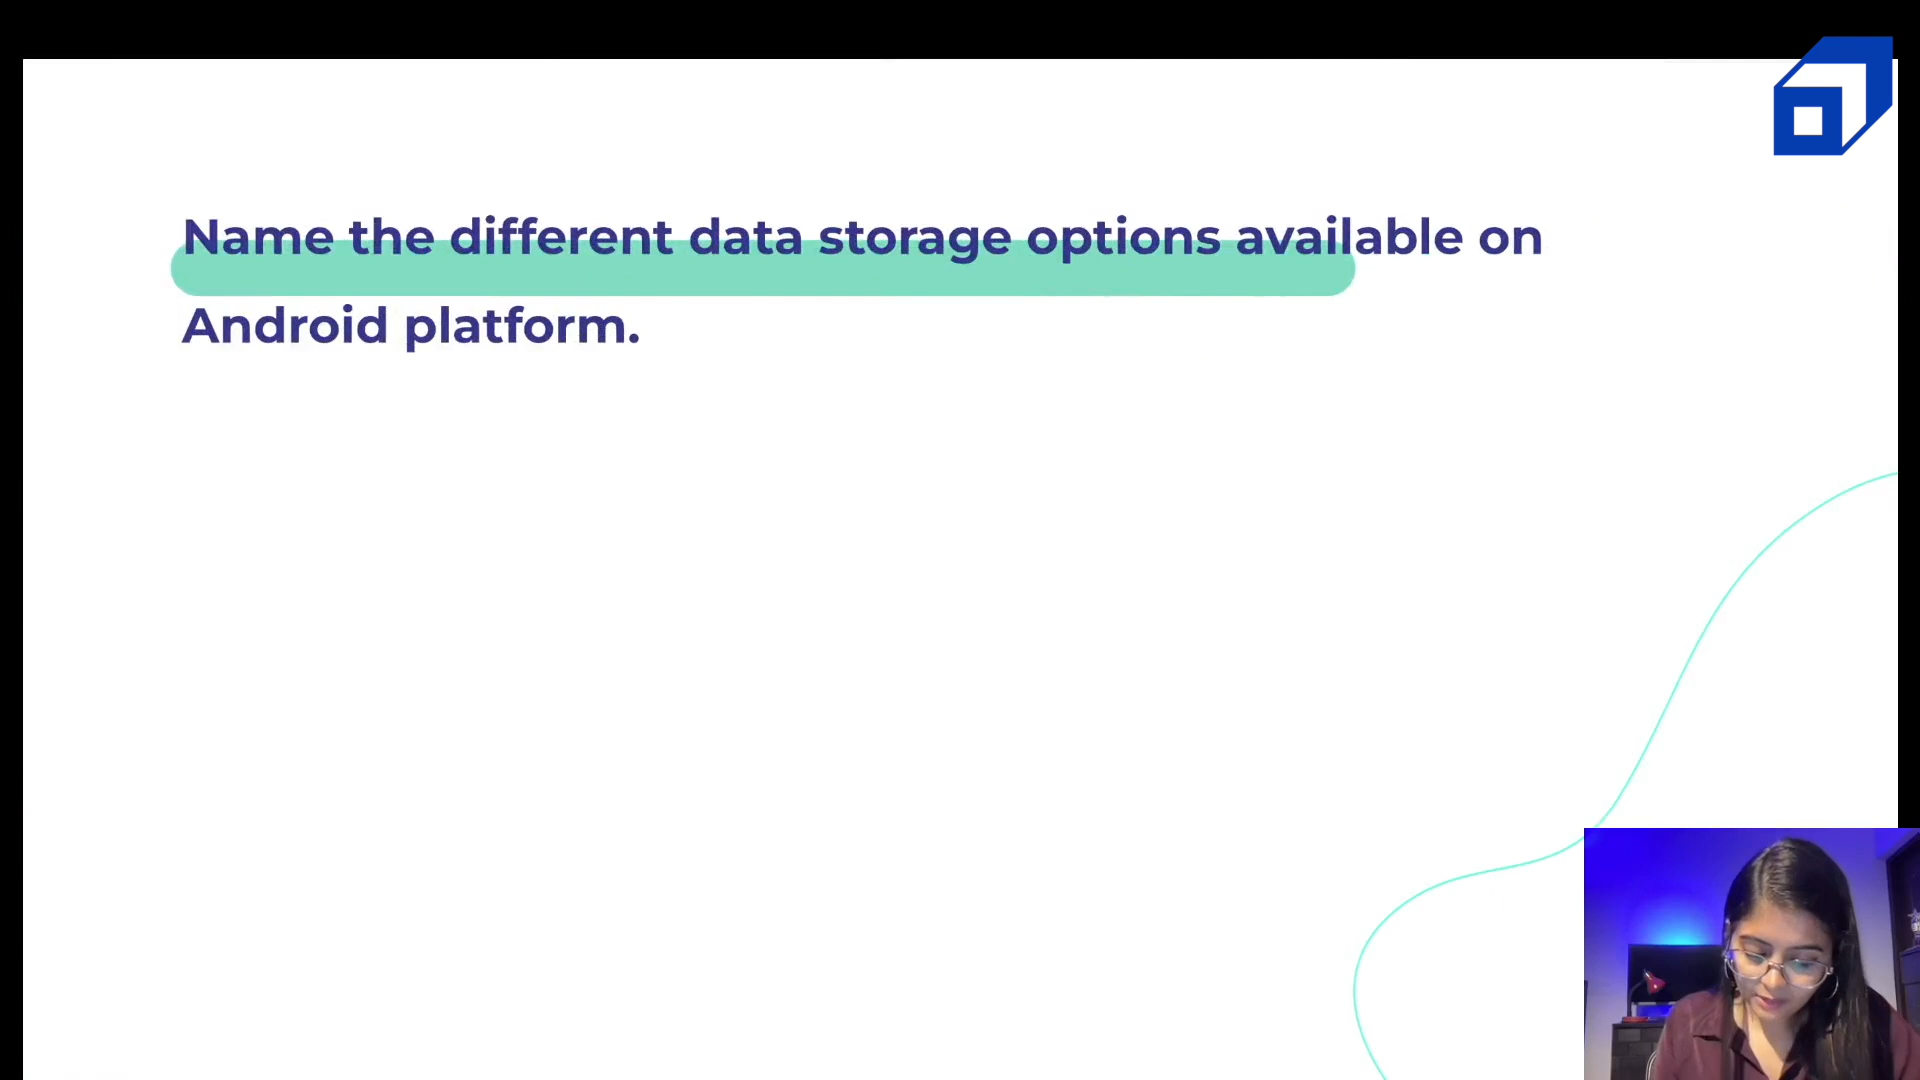 Name the different data storage options available on
Android platform.